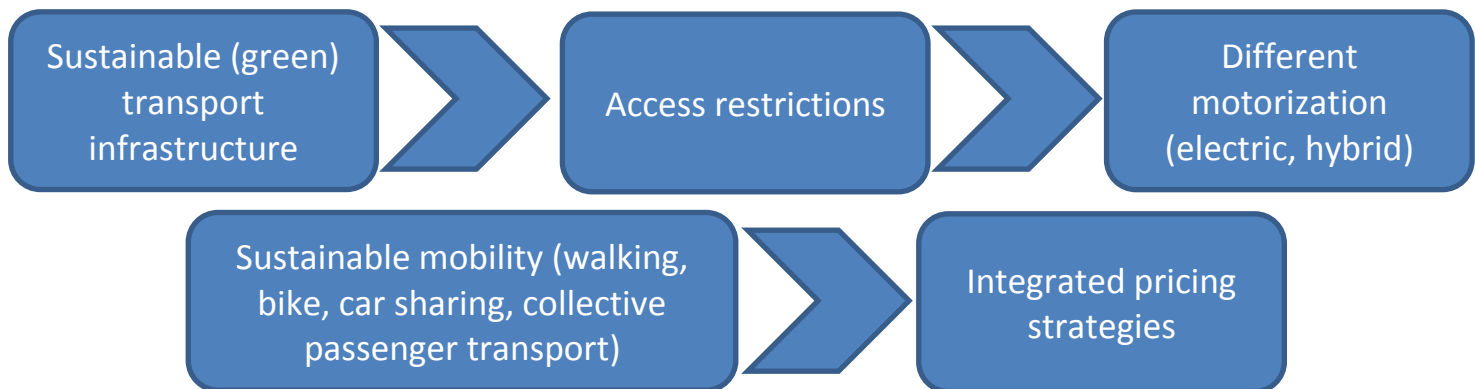 Sustainable (green)
transport
infrastructure
Access restrictions
Different
motorization
(electric, hybrid)
Sustainable mobility (walking,
bike, car sharing, collective
passenger transport)
Integrated pricing
strategies